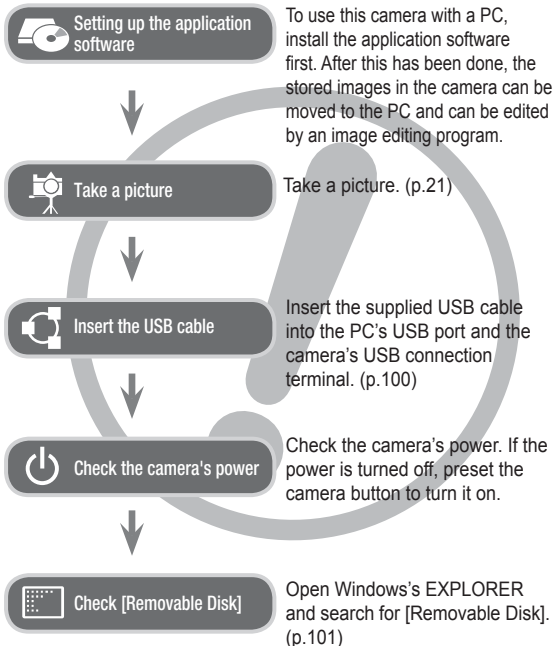 Setting up the application
software
To use this camera with a PC,
install the application software
first. After this has been done, the
stored images in the camera can be
moved to the PC and can be edited
by an image editing program.
Take a picture
Take a picture. (p.21)
Insert the USB cable
Insert the supplied USB cable
into the PC's USB port and the
camera's USB connection
terminal. (p.100)
Check the camera's power
Check the camera's power. If the
power is turned off, preset the
camera button to turn it on.
Check [Removable Disk]
Open Windows's EXPLORER
and search for [Removable Disk].
(p.101)